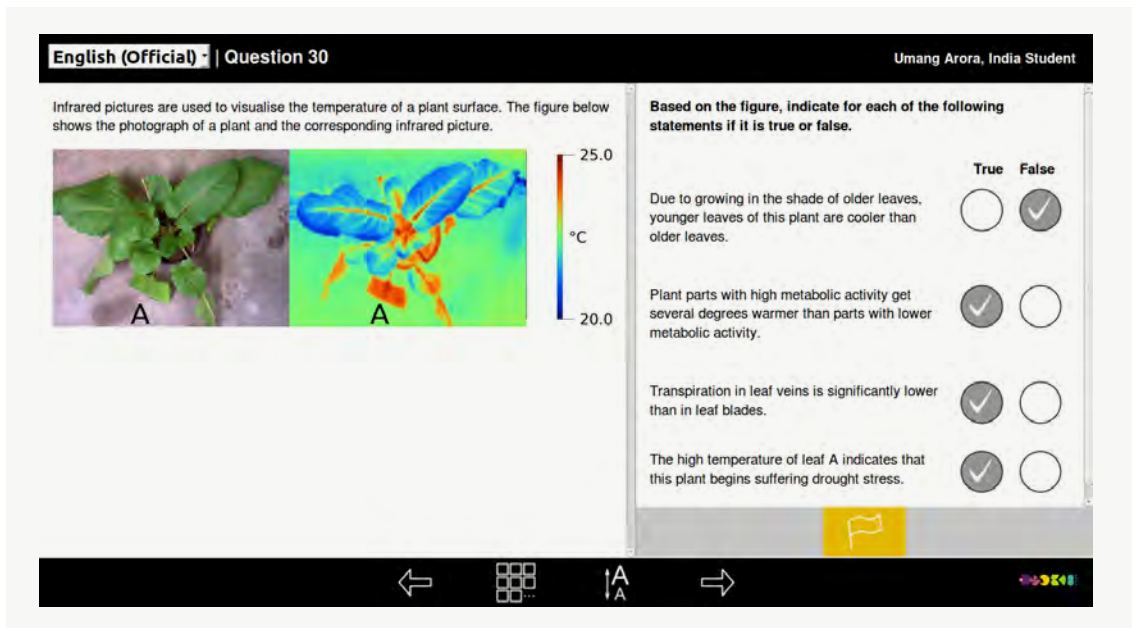 English (Official) | Question 30
Umang Arora, India Student
Infrared pictures are used to visualise the temperature of a plant surface. The figure below
shows the photograph of a plant and the corresponding infrared picture.
A
A
25.0
°C
20.0
Based on the figure, indicate for each of the following
statements if it is true or false.
True False
Due to growing in the shade of older leaves,
younger leaves of this plant are cooler than
older leaves.
Plant parts with high metabolic activity get
several degrees warmer than parts with lower
metabolic activity.
Transpiration in leaf veins is significantly lower
than in leaf blades.
The high temperature of leaf A indicates that
this plant begins suffering drought stress.
A
A